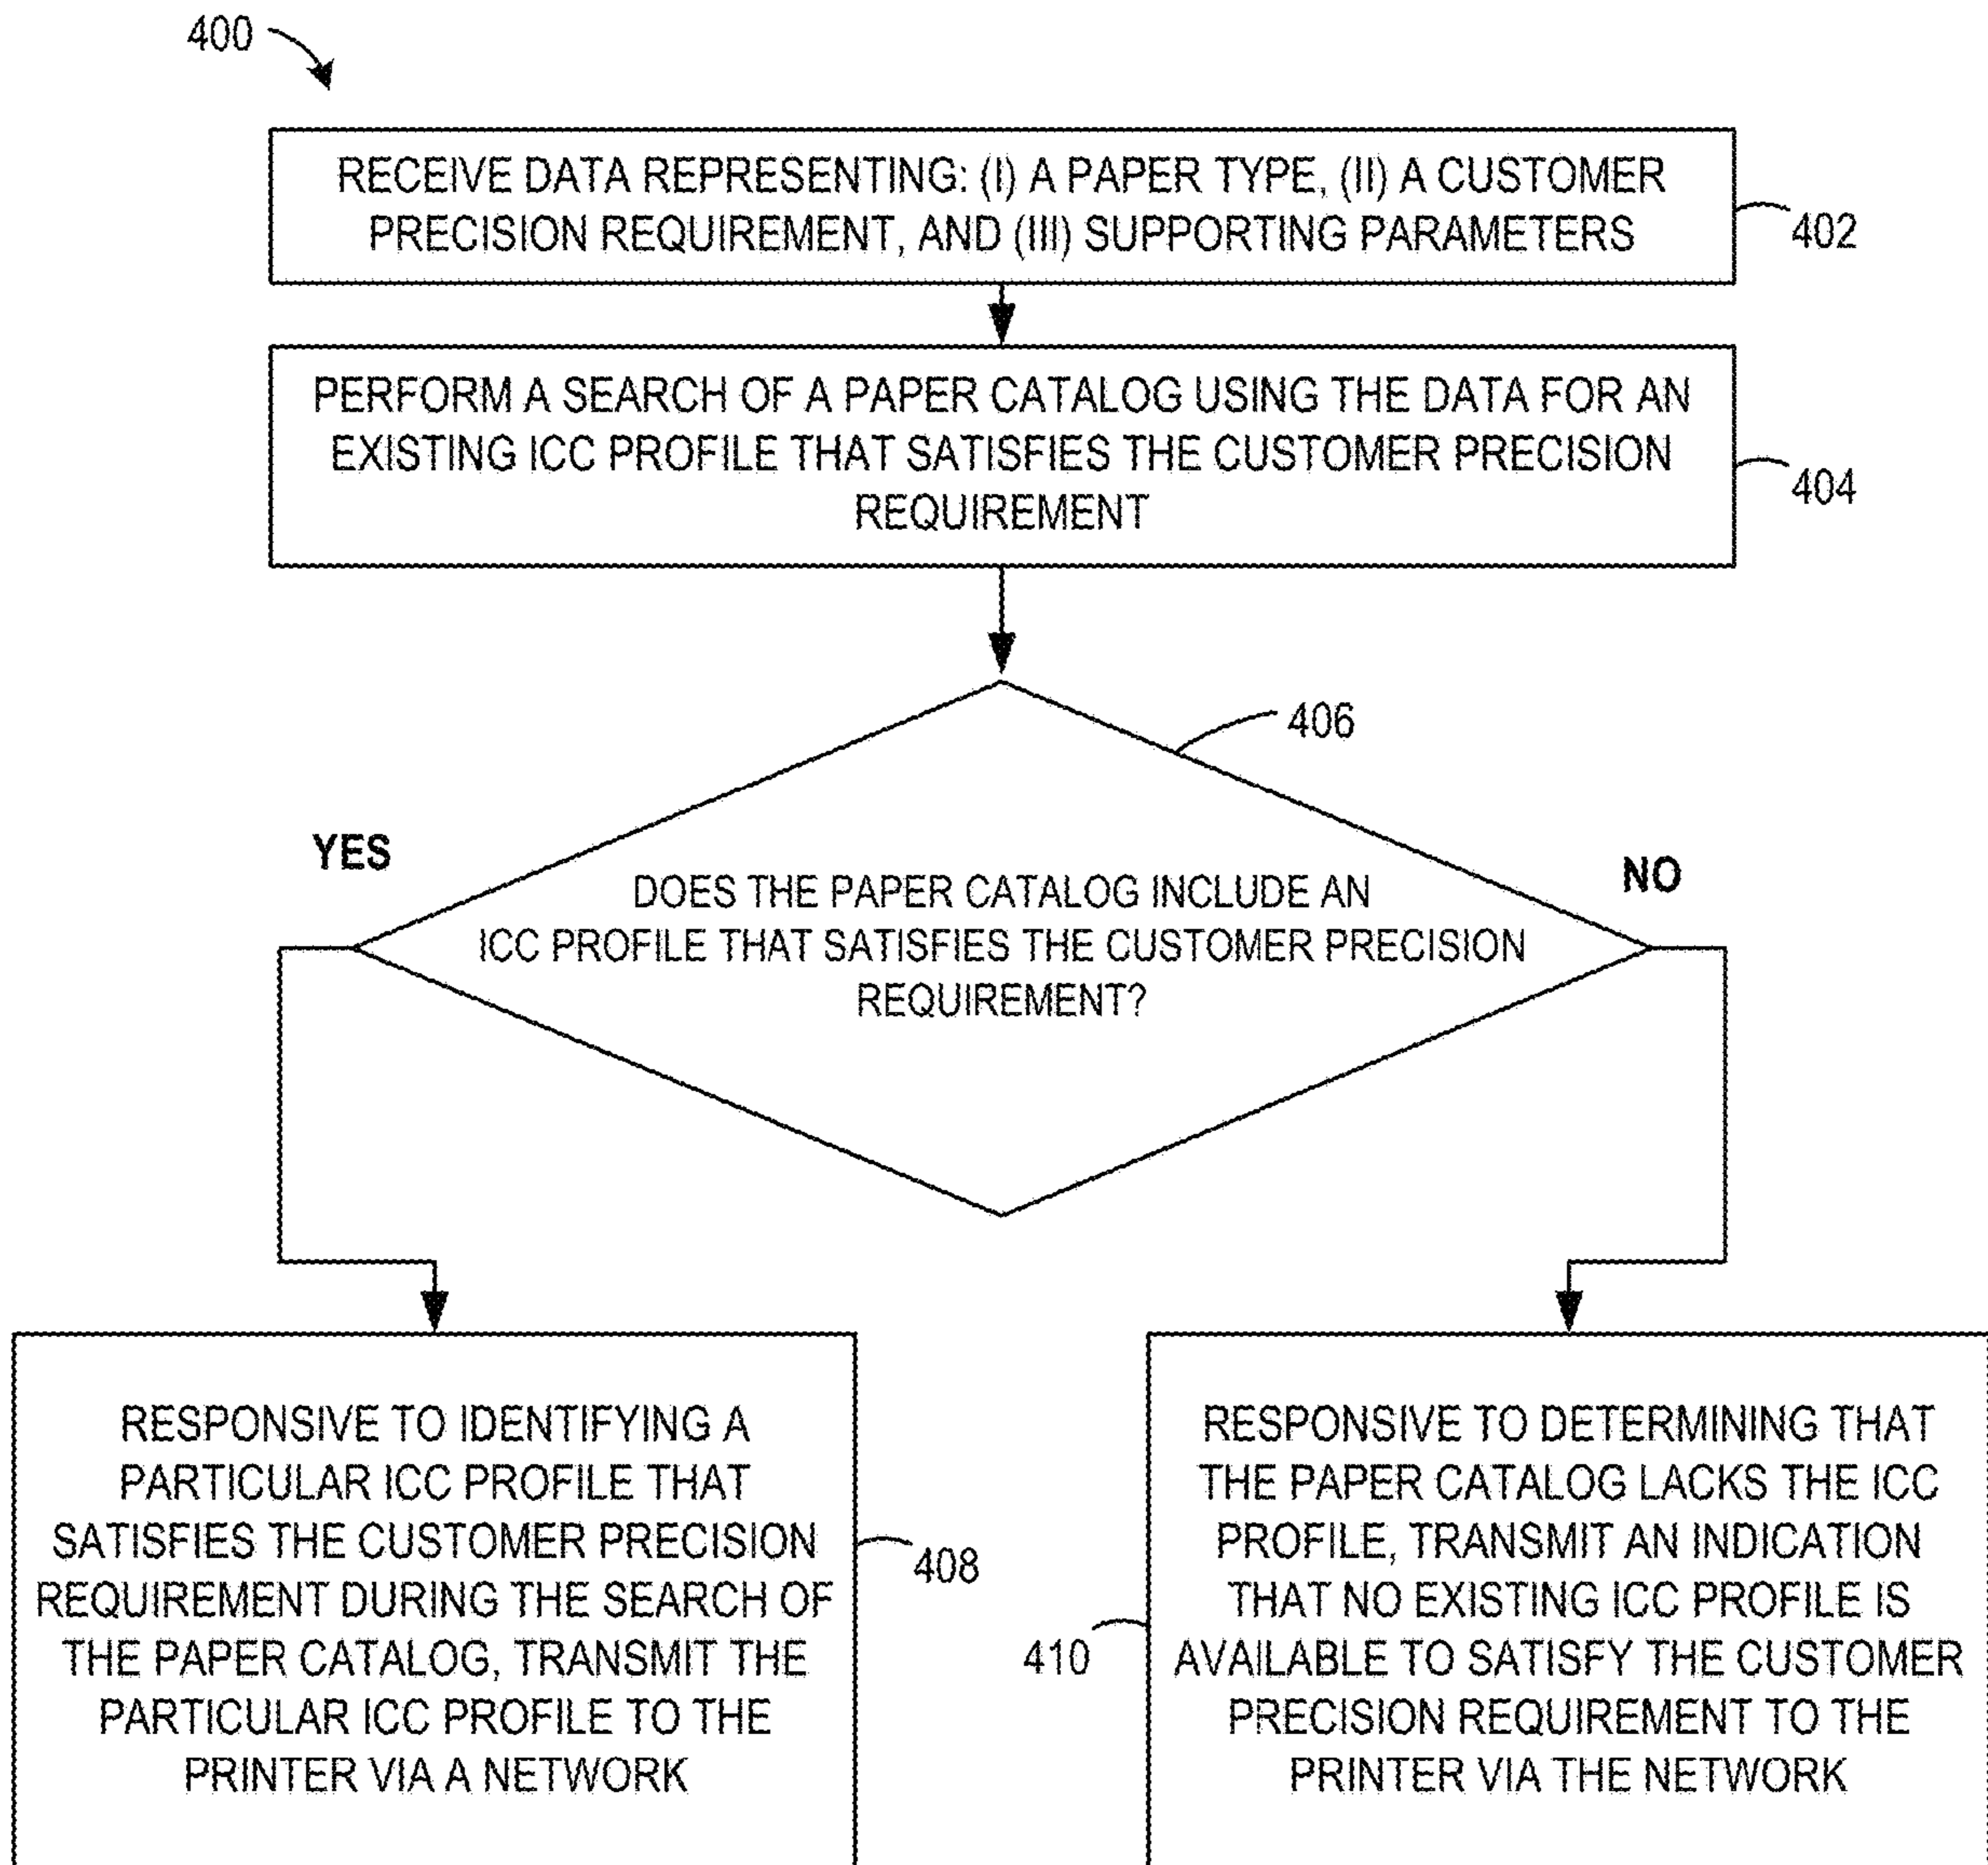 400
RECEIVE DATA REPRESENTING: (I) A PAPER TYPE, (II) A CUSTOMER
PRECISION REQUIREMENT, AND (III) SUPPORTING PARAMETERS
402
PERFORM A SEARCH OF A PAPER CATALOG USING THE DATA FOR AN
EXISTING ICC PROFILE THAT SATISFIES THE CUSTOMER PRECISION
REQUIREMENT
404
406
YES
NO
DOES THE PAPER CATALOG INCLUDE AN
ICC PROFILE THAT SATISFIES THE CUSTOMER PRECISION
REQUIREMENT?
RESPONSIVE TO IDENTIFYING A
PARTICULAR ICC PROFILE THAT
SATISFIES THE CUSTOMER PRECISION
REQUIREMENT DURING THE SEARCH OF
THE PAPER CATALOG, TRANSMIT THE
PARTICULAR ICC PROFILE TO THE
PRINTER VIA A NETWORK
408
RESPONSIVE TO DETERMINING THAT
THE PAPER CATALOG LACKS THE ICC
PROFILE, TRANSMIT AN INDICATION
THAT NO EXISTING ICC PROFILE IS
AVAILABLE TO SATISFY THE CUSTOMER
PRECISION REQUIREMENT TO THE
PRINTER VIA THE NETWORK
410